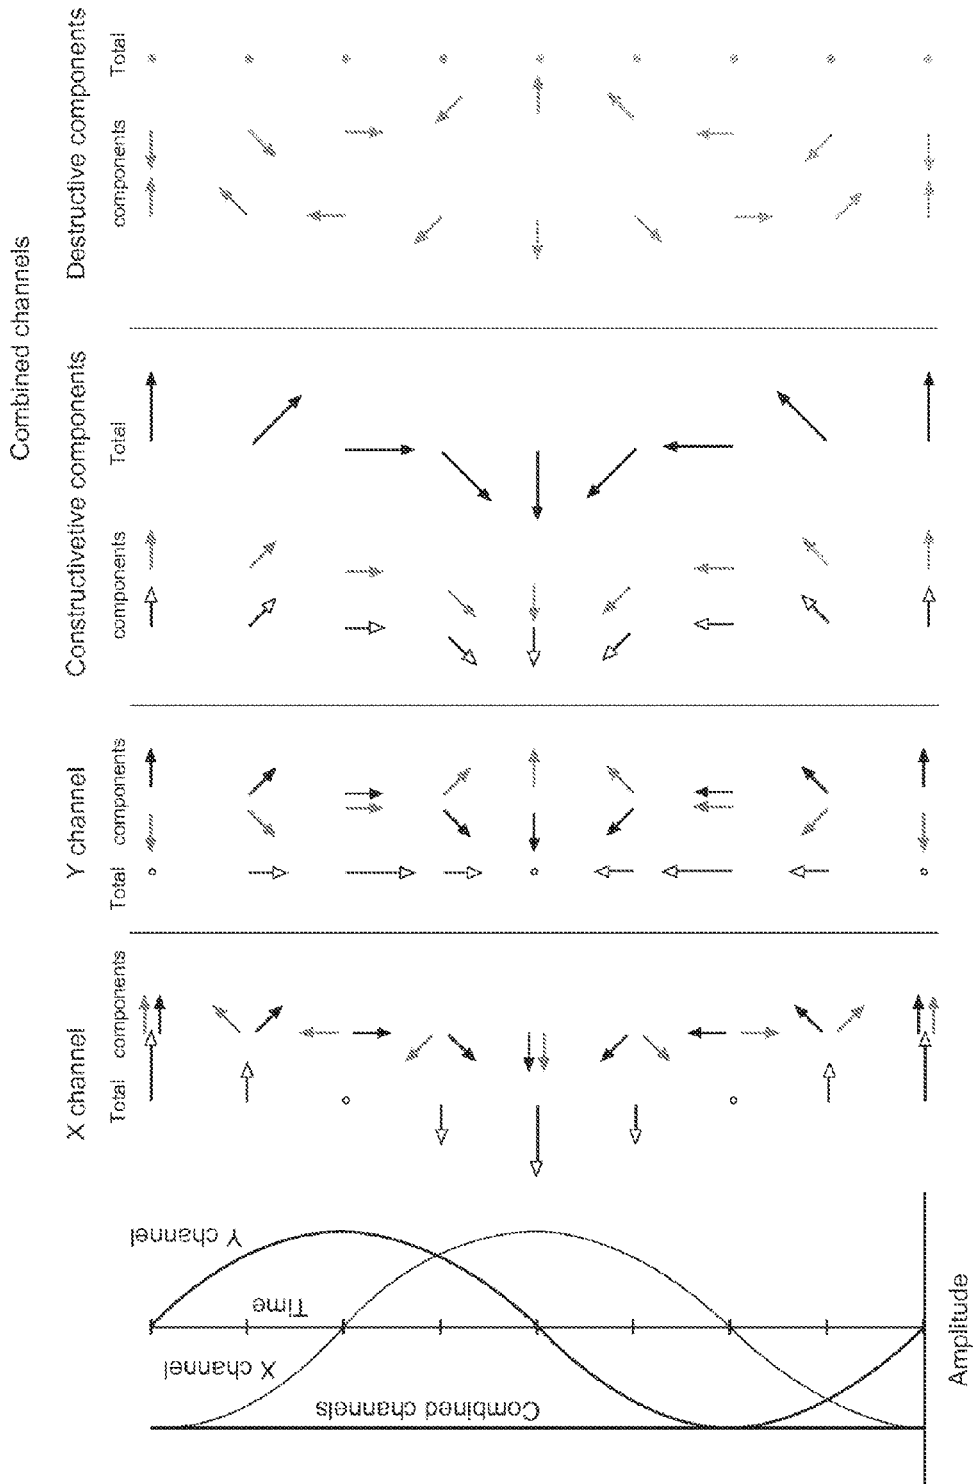 Combined channels
X channel
Y channel
Constructivetive components
Destructive components
Total
components
Total
components
components
Total
components
Total
Y channel
Time
X channel
Combined channels
Amplitude